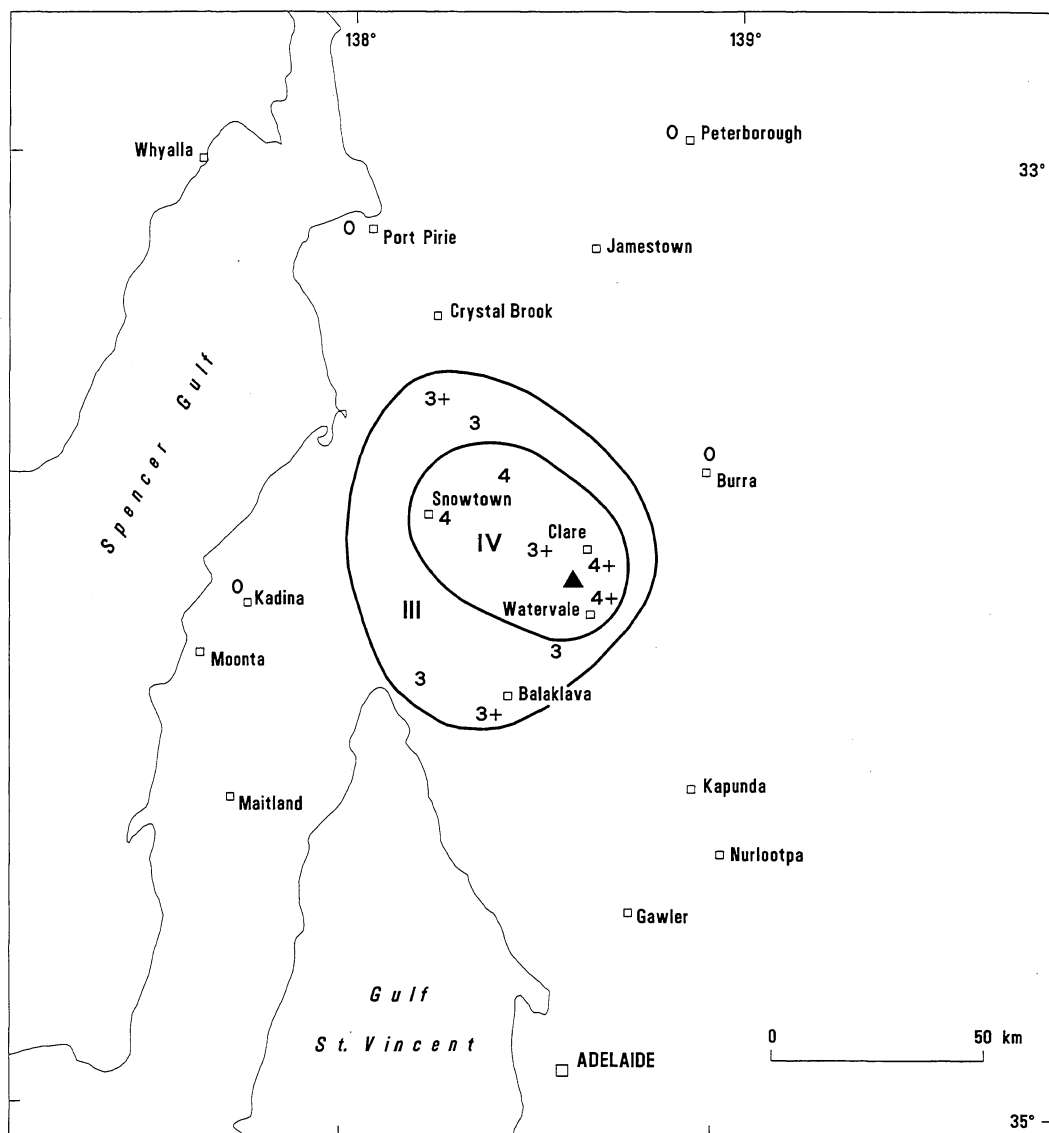 138°
139°
O Peterborough
Whyalla
33°
O
Port Pirie
Jamestown
Crystal Brook
Spencer Gulf
3+
3
O
Burra
4
Snowtown
4
IV
Clare
3+
4+
4+
Watervale
O
Kadina
III
Moonta
3
3
Balaklava
3+
Kapunda
Maitland
Nurlootpa
Gawler
Gulf
St. Vincent
0 50 km
ADELAIDE
35°